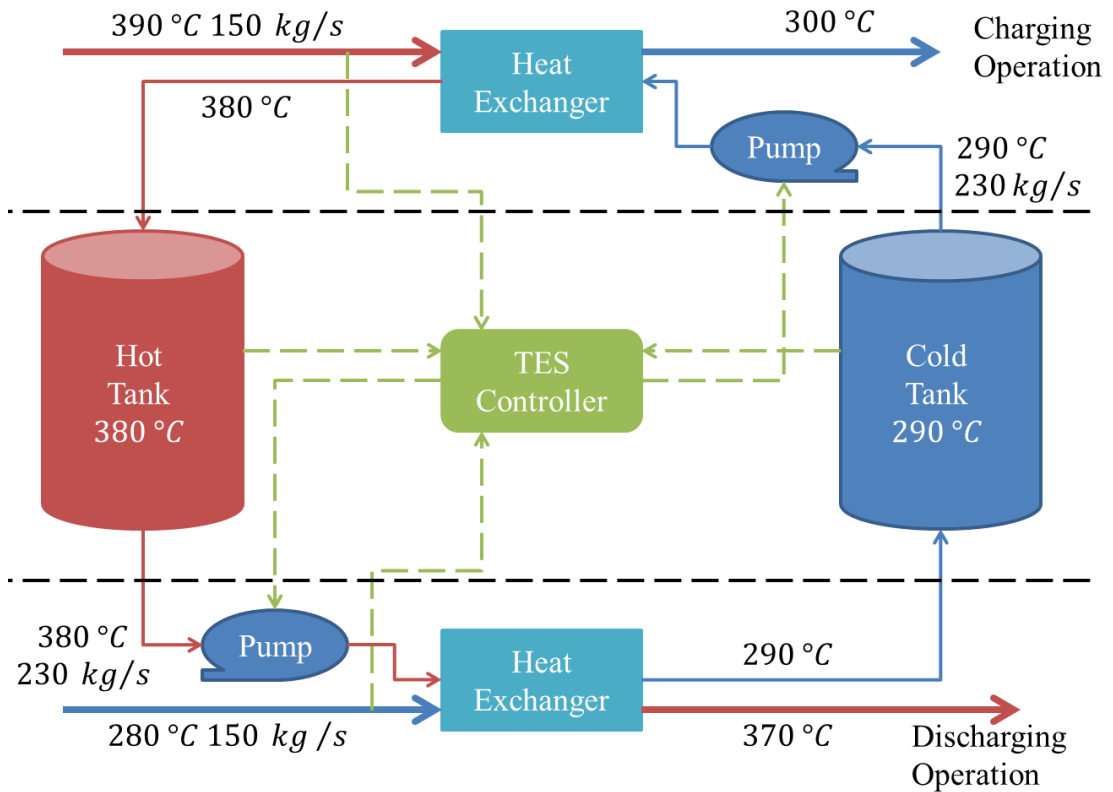 390 °C 150 kg/s
300 °C
Charging
Operation
Heat
Exchanger
380 °C
Pump
290 °C
230 kg/s
Hot
Tank
380 °C
TES
Controller
Cold
Tank
290 °C
380 °C
230 kg/s
Pump
Heat
Exchanger
290 °C
280 °C 150 kg /s
370 °C
Discharging
Operation